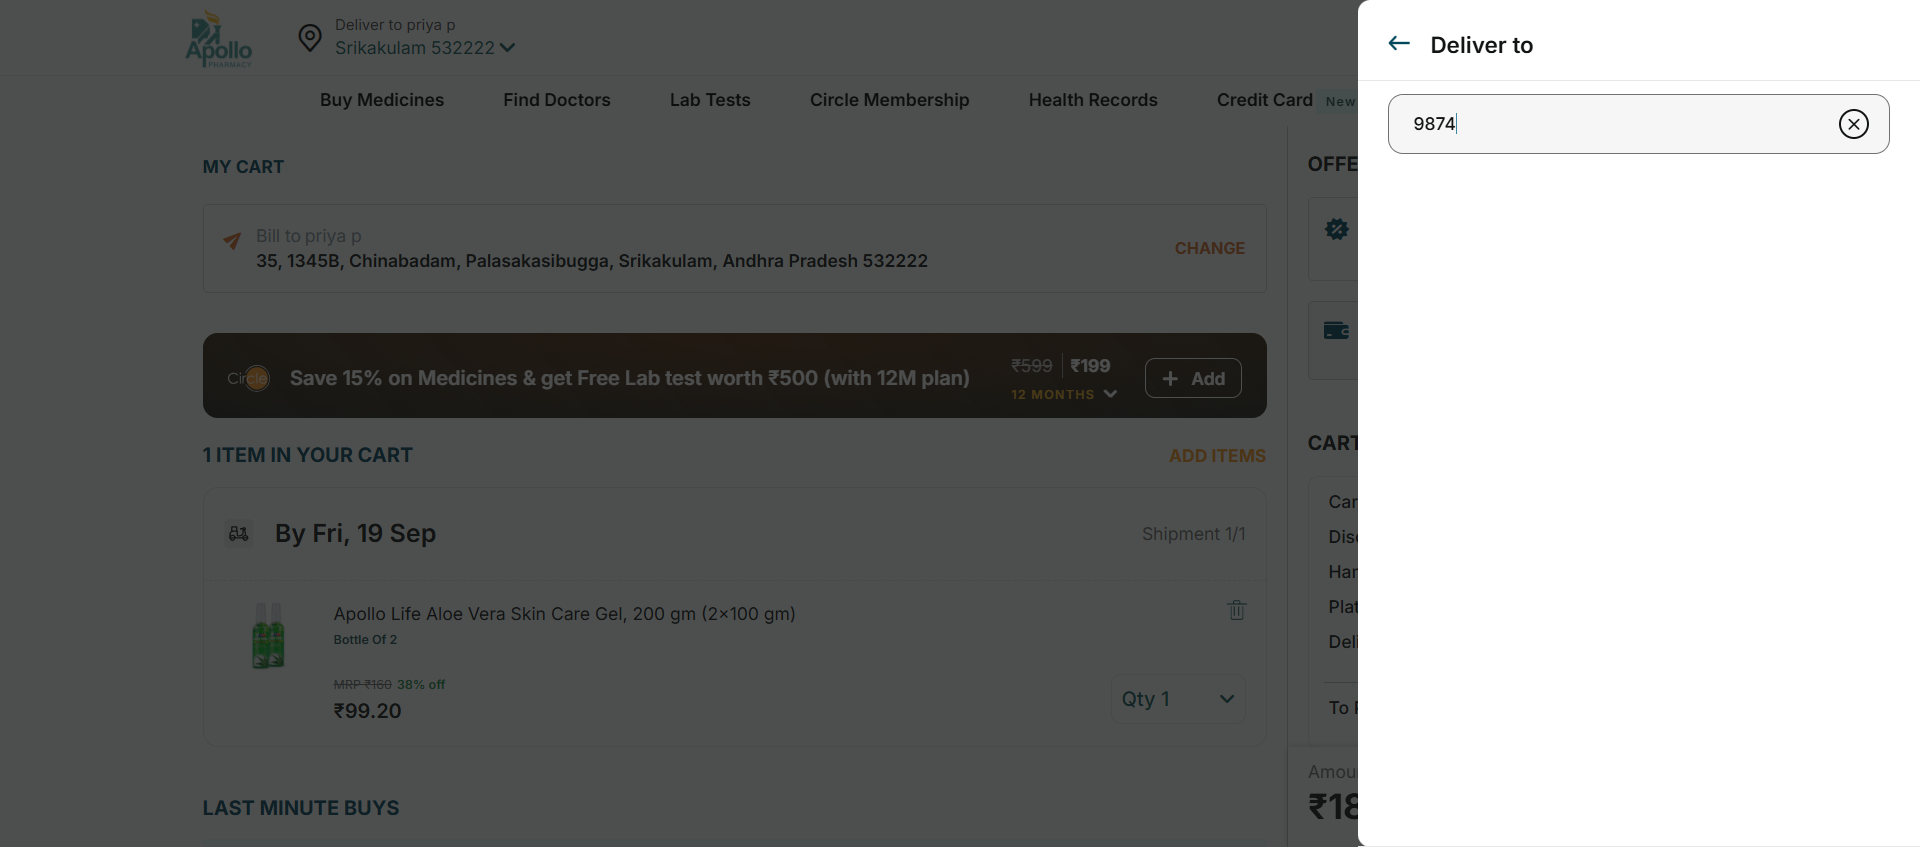 Apollo
PHARMACY
Deliver to priya p
Srikakulam 532222
Buy Medicines
Find Doctors
Lab Tests
Circle Membership
Health Records
Credit Card
New
MY CART
Bill to priya p
35, 1345B, Chinabadam, Palasakasibugga, Srikakulam, Andhra Pradesh 532222
CHANGE
Circle
Save 15% on Medicines & get Free Lab test worth ₹500 (with 12M plan)
₹599
₹199
12 MONTHS
Add
1 ITEM IN YOUR CART
ADD ITEMS
By Fri, 19 Sep
Shipment 1/1
Apollo Life Aloe Vera Skin Care Gel, 200 gm (2x100 gm)
Bottle Of 2
MRP ₹160 38% off
₹99.20
Qty 1
LAST MINUTE BUYS
OFFE
CART
Car
Disc
Har
Plat
Deli
To
Amou
₹18
Deliver to
9874